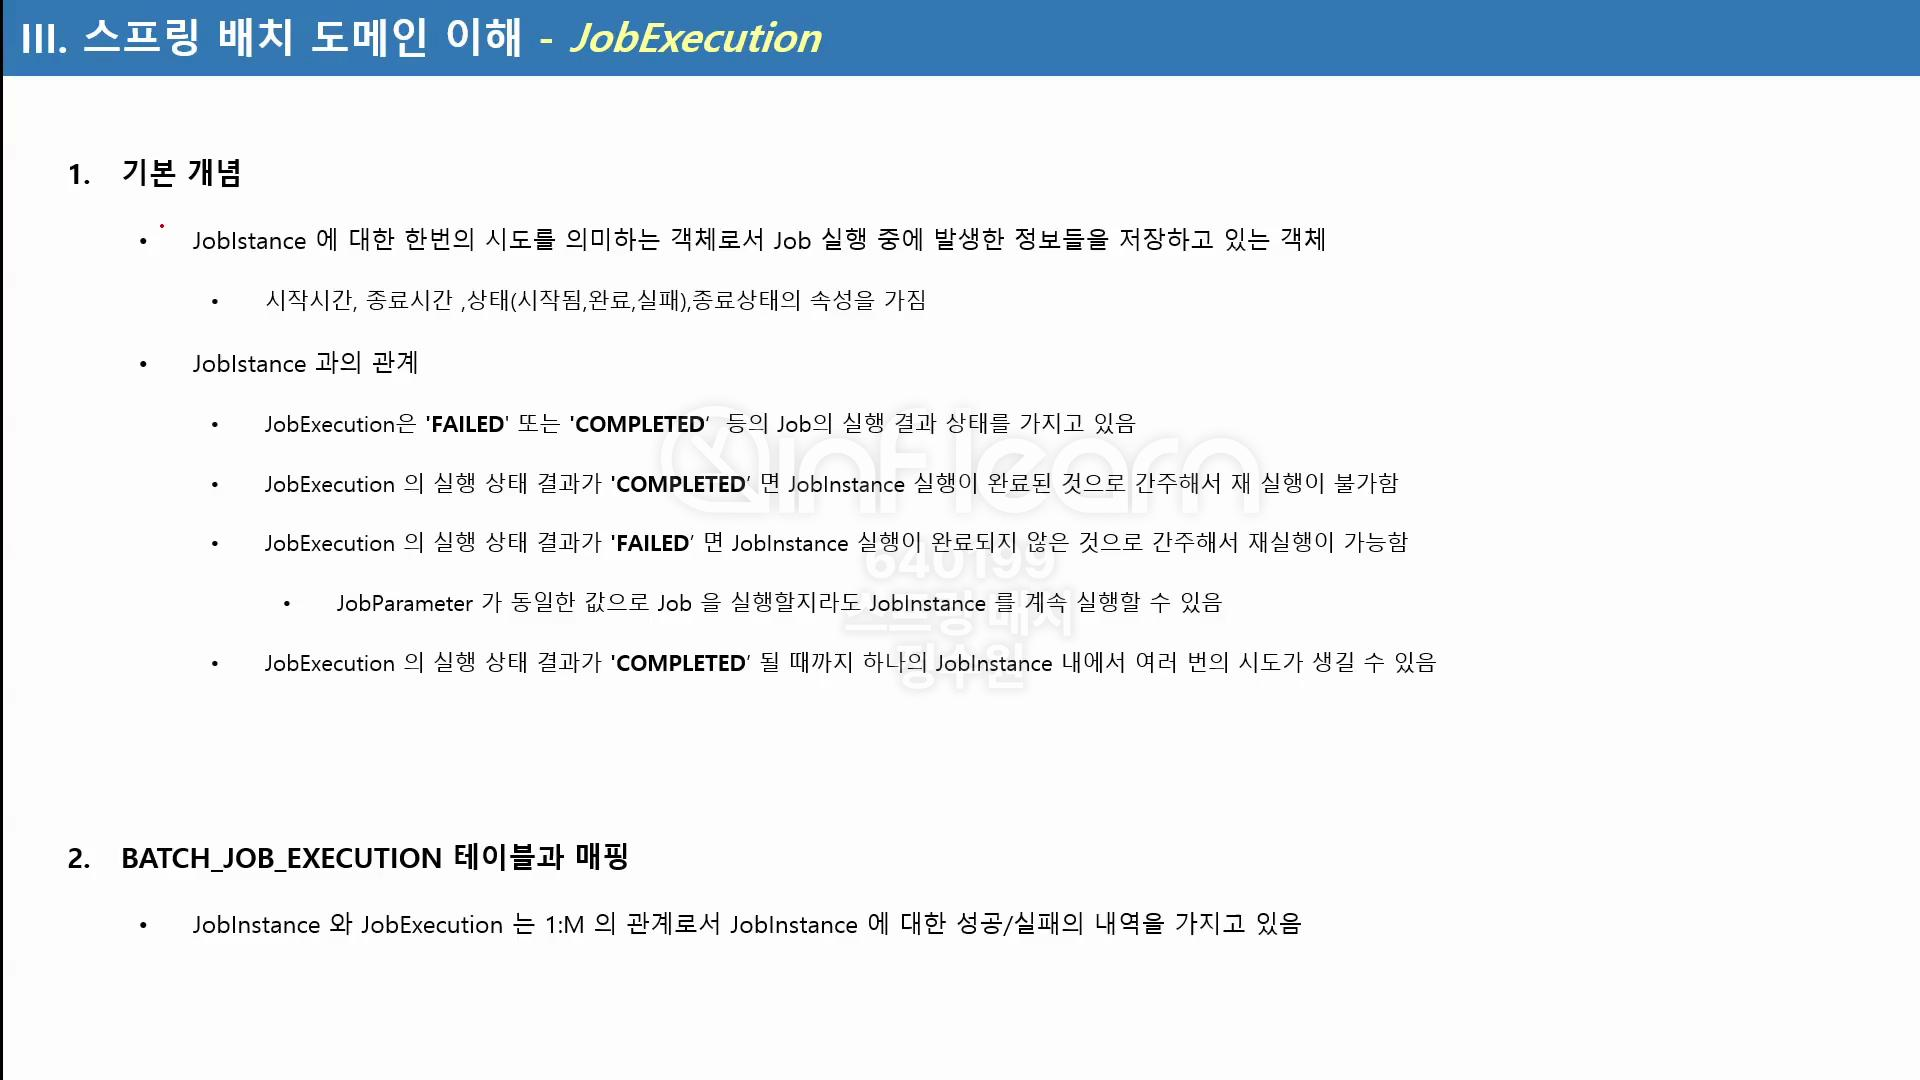 III. 스프링 배치 도메인 이해 - JobExecution
1. 기본 개념
• JobIstance 에 대한 한번의 시도를 의미하는 객체로서 Job 실행 중에 발생한 정보들을 저장하고 있는 객체
• 시작시간, 종료시간 ,상태(시작됨,완료,실패),종료상태의 속성을 가짐
• JobIstance 과의 관계
• JobExecution은 'FAILED' 또는 'COMPLETED‘ 등의 Job의 실행 결과 상태를 가지고 있음
• JobExecution 의 실행 상태 결과가 'COMPLETED’ 면 JobInstance 실행이 완료된 것으로 간주해서 재 실행이 불가함
• JobExecution 의 실행 상태 결과가 'FAILED’ 면 JobInstance 실행이 완료되지 않은 것으로 간주해서 재실행이 가능함
• JobParameter 가 동일한 값으로 Job 을 실행할지라도 JobInstance 를 계속 실행할 수 있음
• JobExecution 의 실행 상태 결과가 'COMPLETED’ 될 때까지 하나의 JobInstance 내에서 여러 번의 시도가 생길 수 있음
inflearn
640199
스프링 배치
정수원
2. BATCH_JOB_EXECUTION 테이블과 매핑
• JobInstance 와 JobExecution 는 1:M 의 관계로서 JobInstance 에 대한 성공/실패의 내역을 가지고 있음